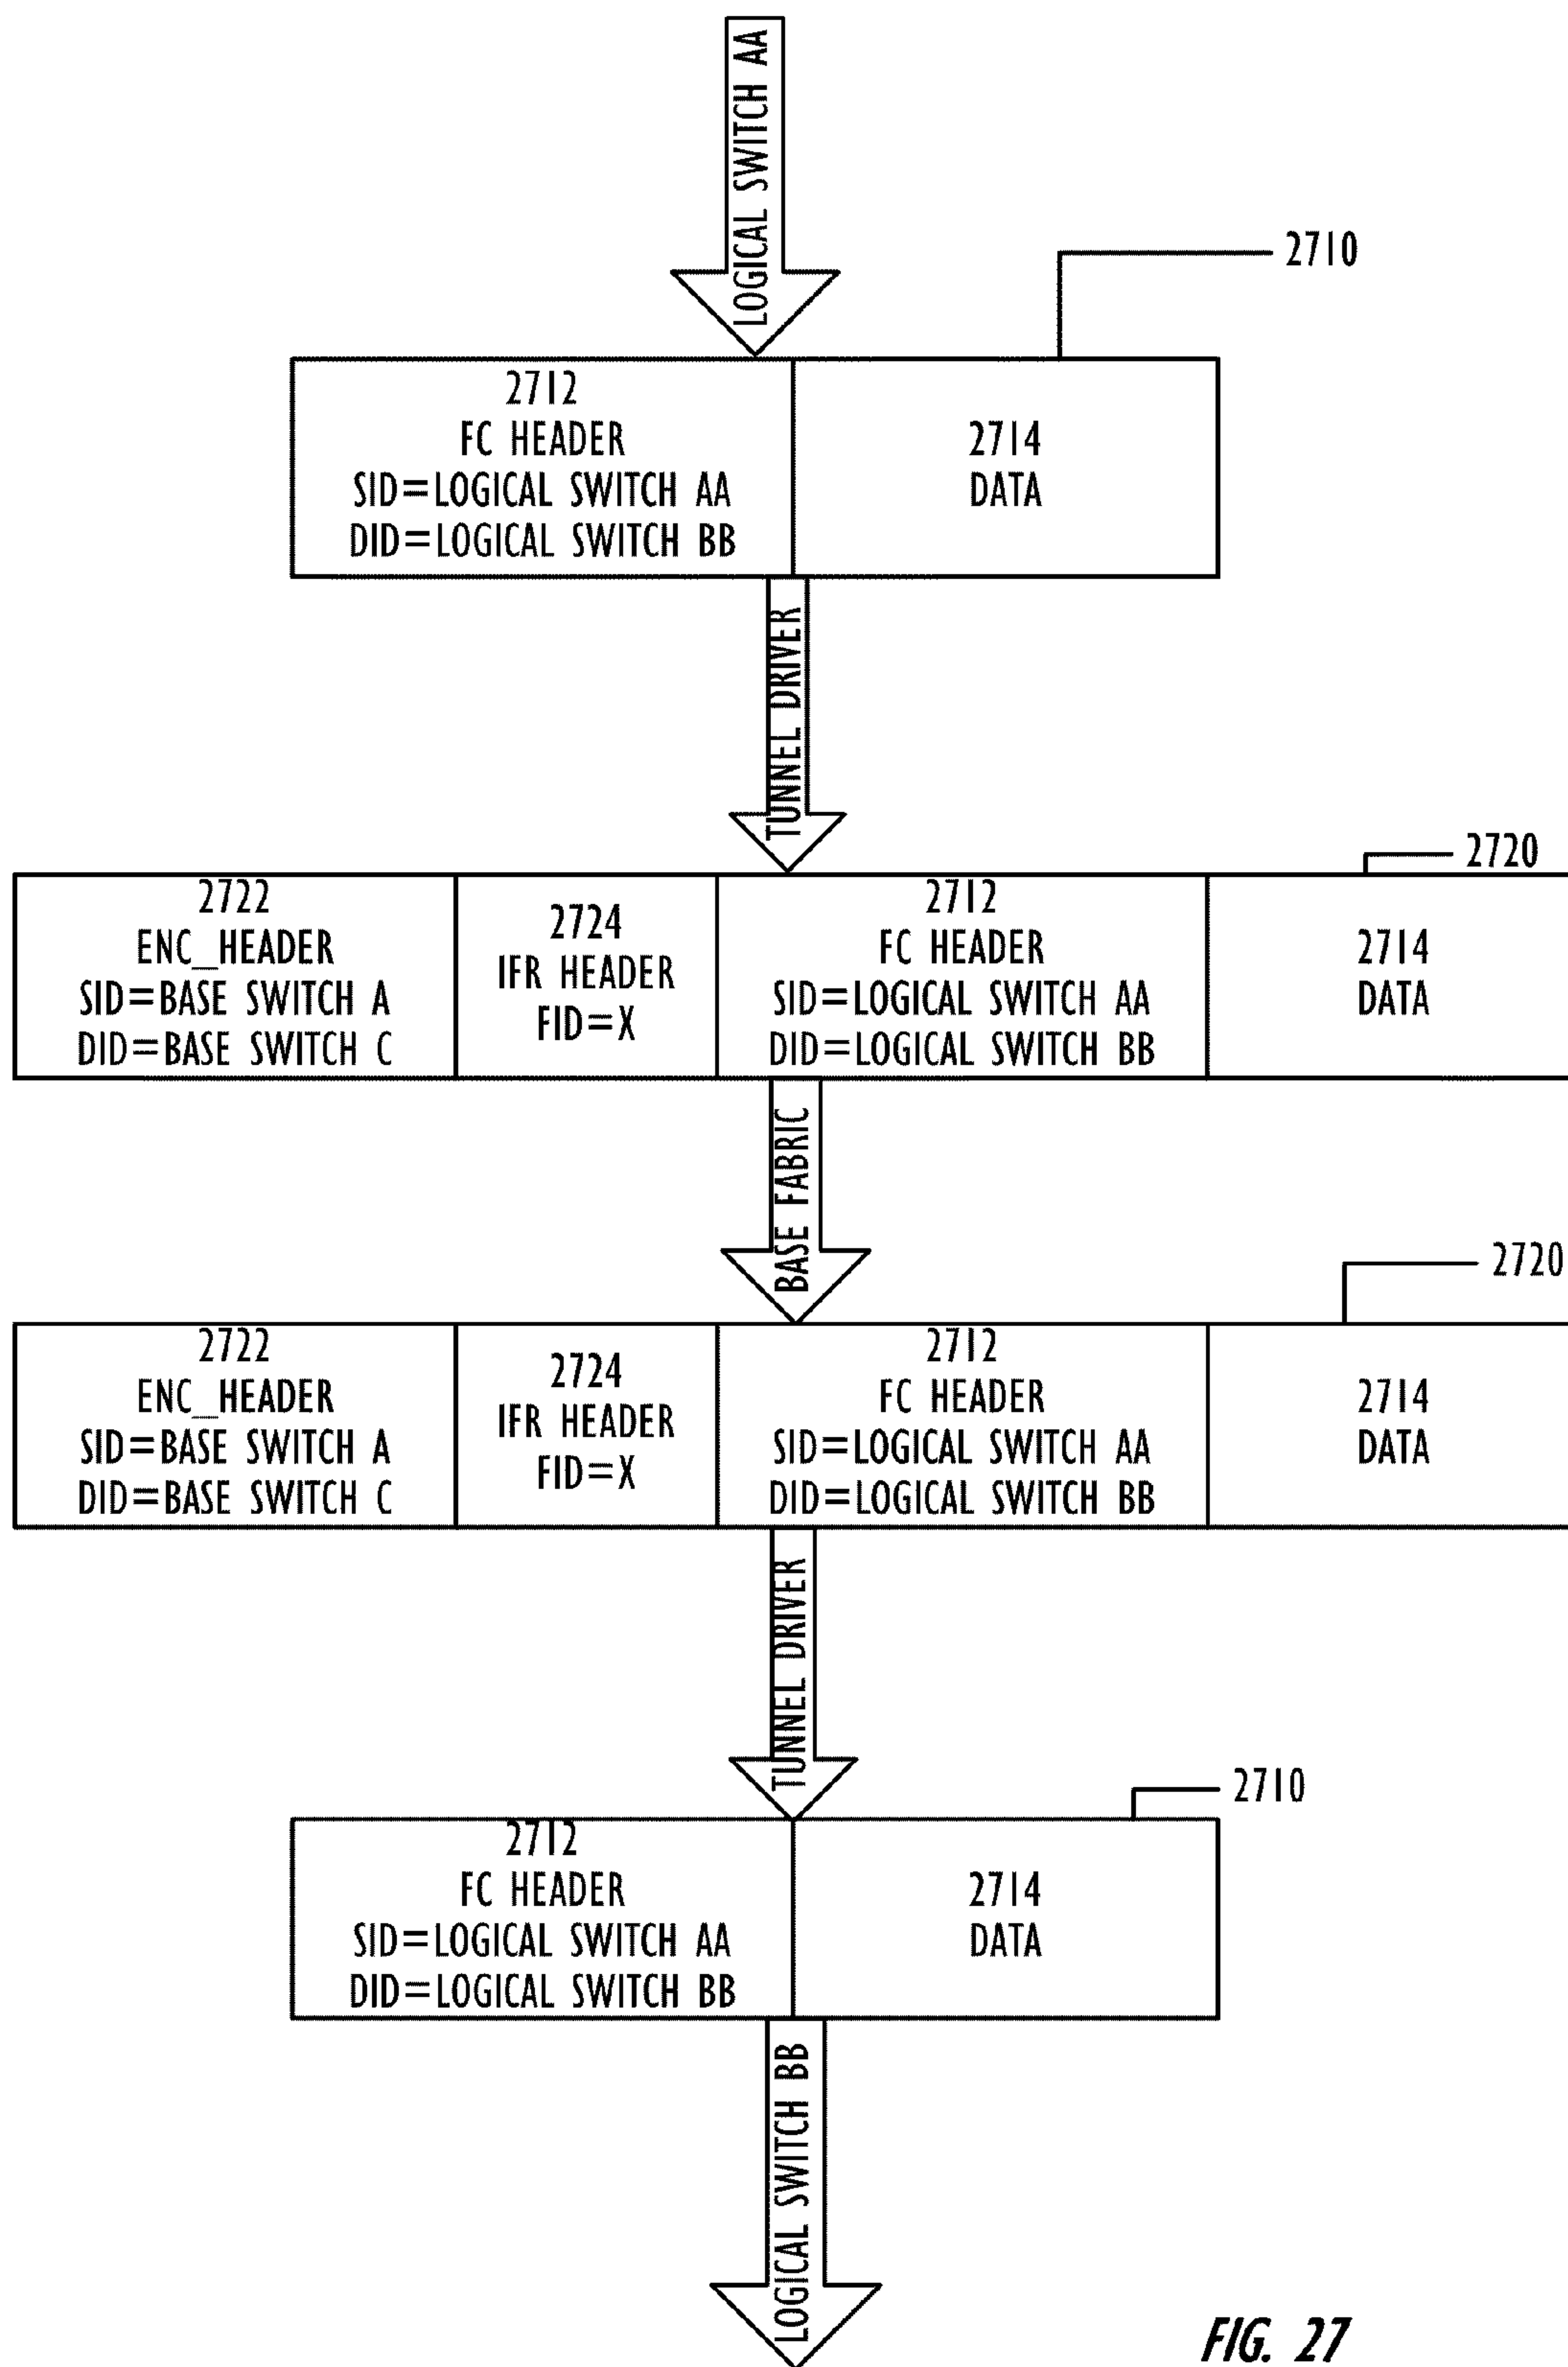 LOGICAL SWITCH AA
2710
2712
FC HEADER
SID=LOGICAL SWITCH AA
DID=LOGICAL SWITCH BB
2714
DATA
TUNNEL DRIVER
2720
2722
ENC_HEADER
SID=BASE SWITCH A
DID=BASE SWITCH C
2724
IFR HEADER
FID=X
2712
FC HEADER
SID=LOGICAL SWITCH AA
DID=LOGICAL SWITCH BB
2714
DATA
BASE FABRIC
2720
2722
ENC_HEADER
SID=BASE SWITCH A
DID=BASE SWITCH C
2724
IFR HEADER
FID=X
2712
FC HEADER
SID=LOGICAL SWITCH AA
DID=LOGICAL SWITCH BB
2714
DATA
TUNNEL DRIVER
2710
2712
FC HEADER
SID=LOGICAL SWITCH AA
DID=LOGICAL SWITCH BB
2714
DATA
LOGICAL SWITCH BB
FIG. 27